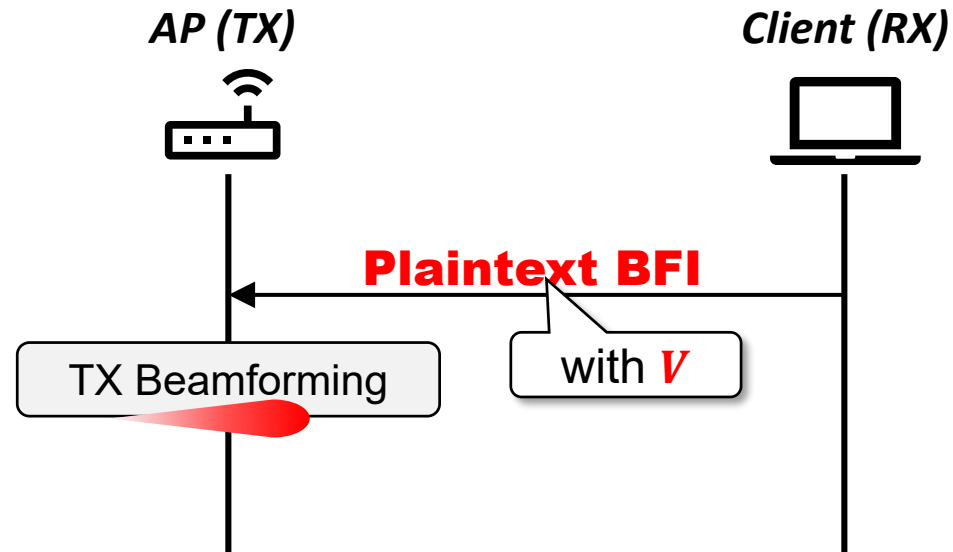 AP (TX)
Client (RX)
Plaintext BFI
with V
TX Beamforming